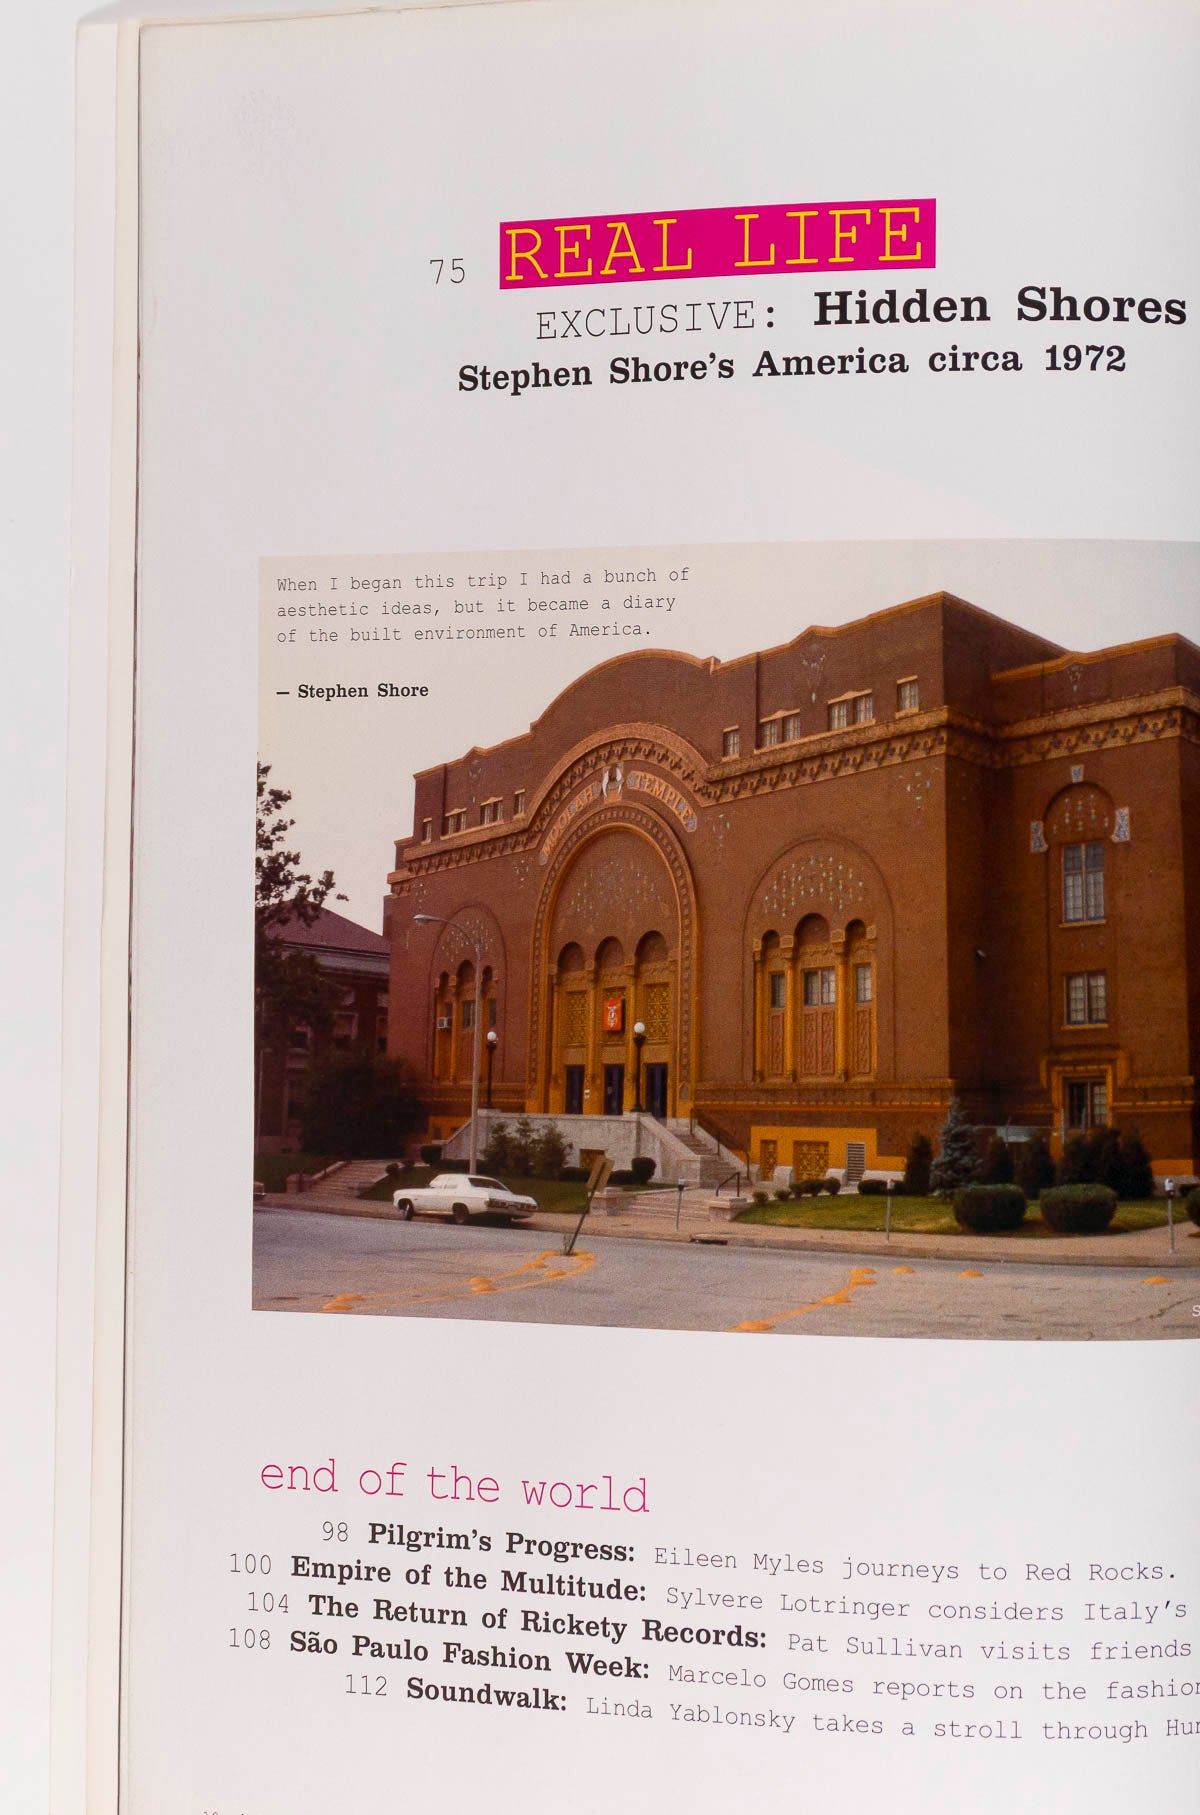 75 REAL LIFE
EXCLUSIVE: Hidden Shores
Stephen Shore's America circa 1972
When I began this trip I had a bunch of
aesthetic ideas, but it became a diary
of the built environment of America.
— Stephen Shore
TEMPLE
end of the world
98 Pilgrim's Progress: Eileen Myles journeys to Red Rocks.
100 Empire of the Multitude: Sylvere Lotringer considers Italy's
104 The Return of Rickety Records: Pat Sullivan visits friends
108 São Paulo Fashion Week: Marcelo Gomes reports on the fashion
112 Soundwalk: Linda Yablonsky takes a stroll through